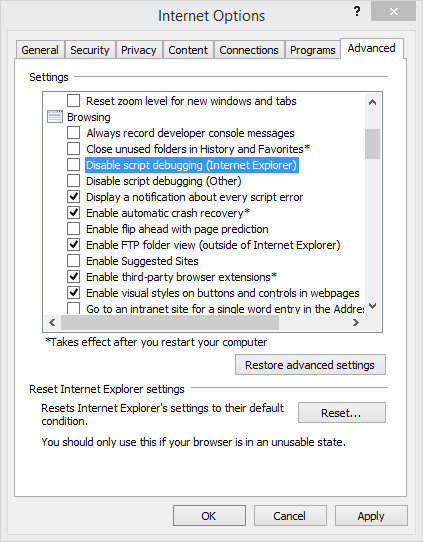 Internet Options
?
General Security Privacy Content Connections Programs Advanced
Settings
Reset zoom level for new windows and tabs
Browsing
Always record developer console messages
Close unused folders in History and Favorites*
Disable script debugging (Internet Explorer)
Disable script debugging (Other)
Display a notification about every script error
Enable automatic crash recovery*
Enable flip ahead with page prediction
Enable FTP folder view (outside of Internet Explorer)
Enable Suggested Sites
Enable third-party browser extensions*
Enable visual styles on buttons and controls in webpages
Go to an intranet site for a single word entry in the Addre
*Takes effect after you restart your computer
Restore advanced settings
Reset Internet Explorer settings
Resets Internet Explorer's settings to their default
condition.
Reset...
You should only use this if your browser is in an unusable state.
OK Cancel Apply